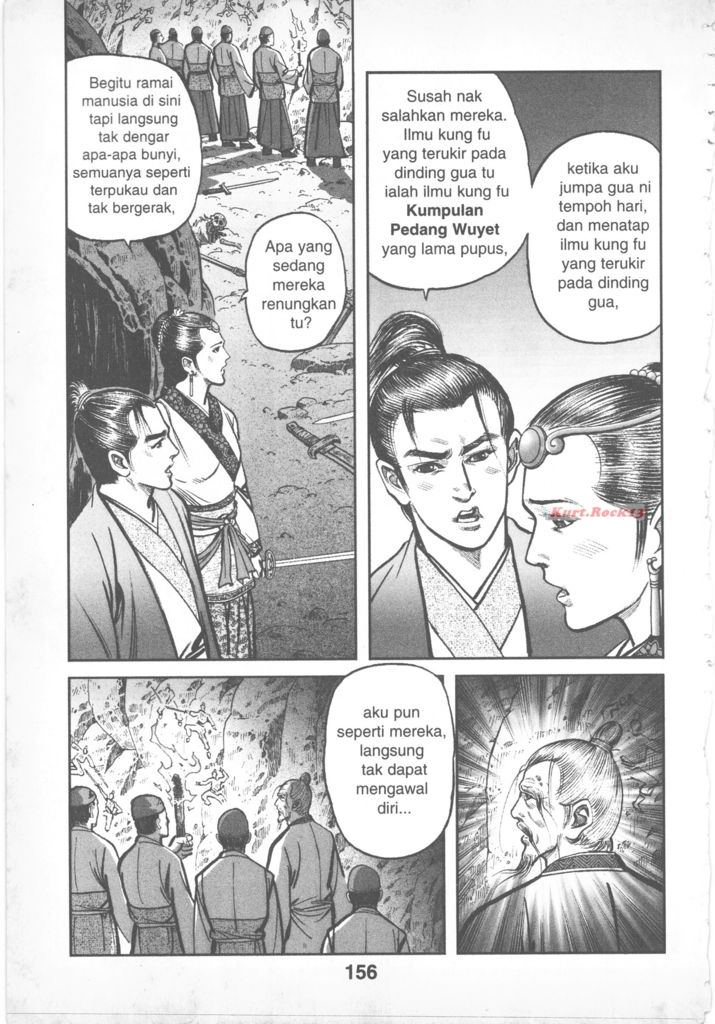 Begitu ramai
manusia di sini
tapi langsung
tak dengar
apa-apa bunyi,
semuanya seperti
terpukau dan
tak bergerak,
Apa yang
sedang
mereka
renungkan
tu?
Susah nak
salahkan mereka.
Ilmu kung fu
yang terukir pada
dinding gua tu
ialah ilmu kung fu
Kumpulan
Pedang Wuyet
yang lama pupus,
ketika aku
jumpa gua ni
tempoh hari,
dan menatap
ilmu kung fu
yang terukir
pada dinding
gua,
Kurt.Rock13
aku pun
seperti mereka,
langsung
tak dapat
mengawal
diri...
156